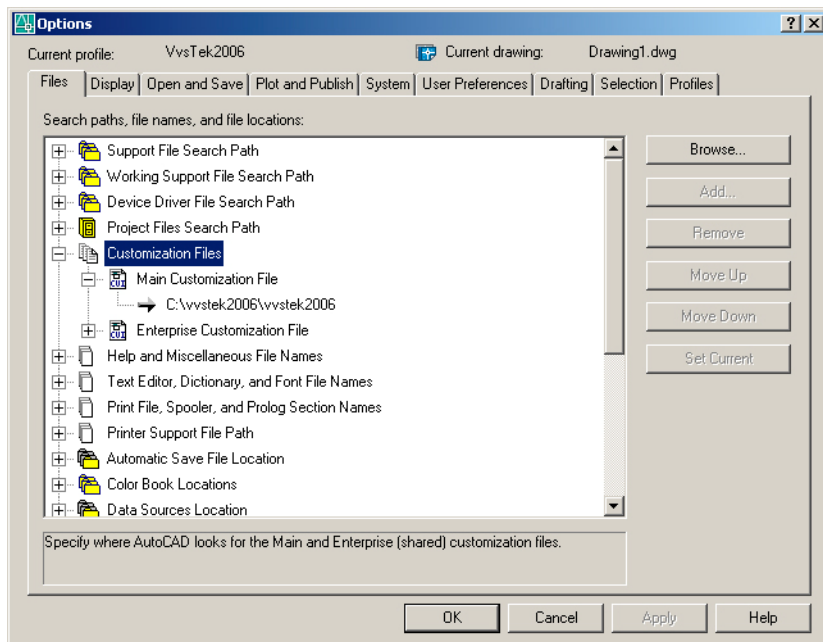 Options
Current profile: VvsTek2006 Current drawing: Drawing1.dwg
Files Display Open and Save Plot and Publish System User Preferences Drafting Selection Profiles
Search paths, file names, and file locations:
Support File Search Path
Working Support File Search Path
Device Driver File Search Path
Project Files Search Path
Customization Files
Main Customization File
C:\vvstek2006\vvstek2006
Enterprise Customization File
Help and Miscellaneous File Names
Text Editor, Dictionary, and Font File Names
Print File, Spooler, and Prolog Section Names
Printer Support File Path
Automatic Save File Location
Color Book Locations
Data Sources Location
Browse...
Add...
Remove
Move Up
Move Down
Set Current
Specify where AutoCAD looks for the Main and Enterprise (shared) customization files.
OK Cancel Apply Help